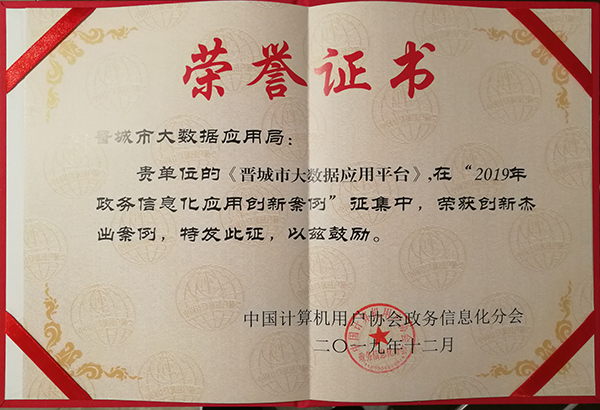 荣誉证书
晋城市大数据应用局：
贵单位的《晋城市大数据应用平台》,在“2019年
政务信息化应用创新案例”征集中，荣获创新杰
出案例，特发此证，以兹鼓励。
中国计算机用户协会政务信息化分会
二〇一九年十二月